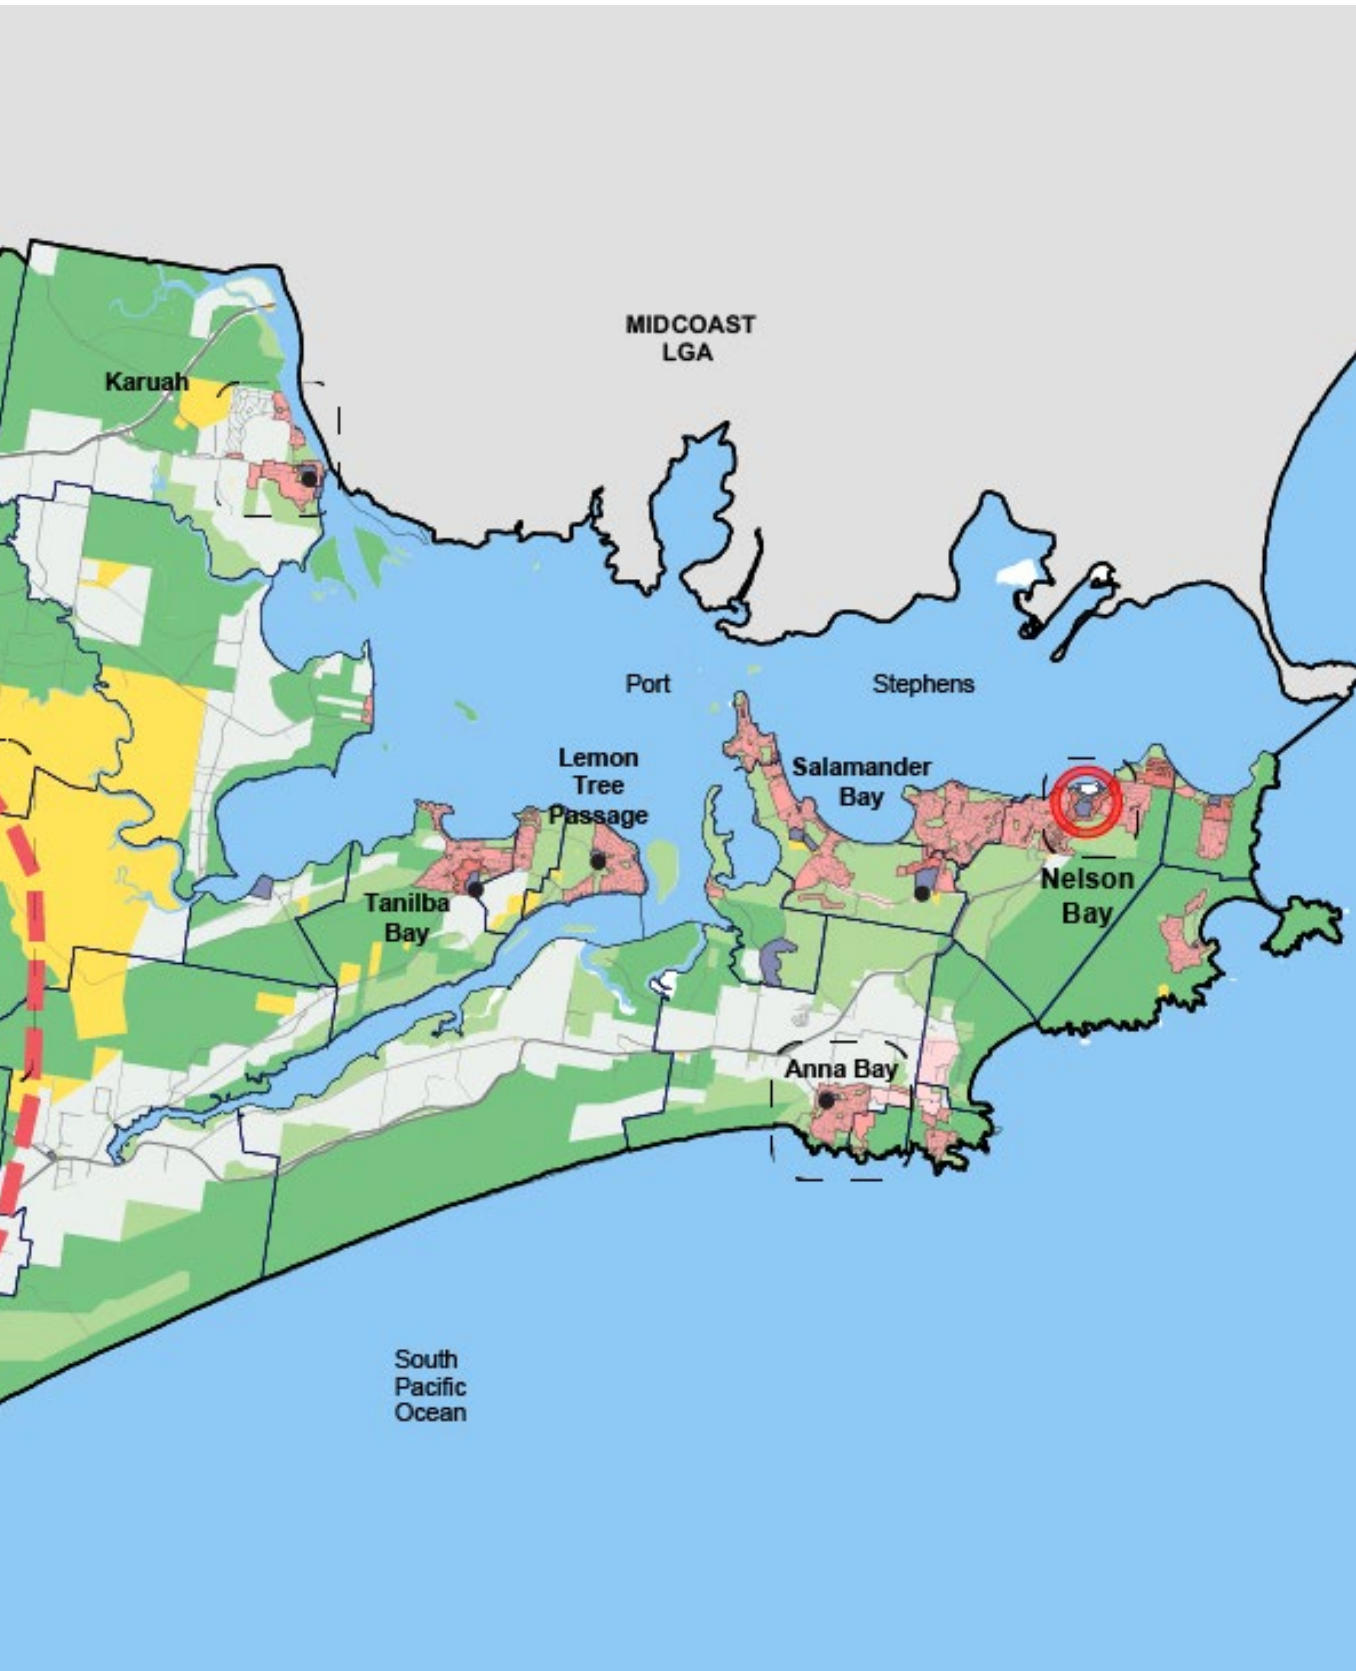 MIDCOAST
LGA
Karuah
Port
Stephens
Lemon
Tree
Passage
Salamander
Bay
Tanilba
Bay
Nelson
Bay
Anna Bay
South
Pacific
Ocean